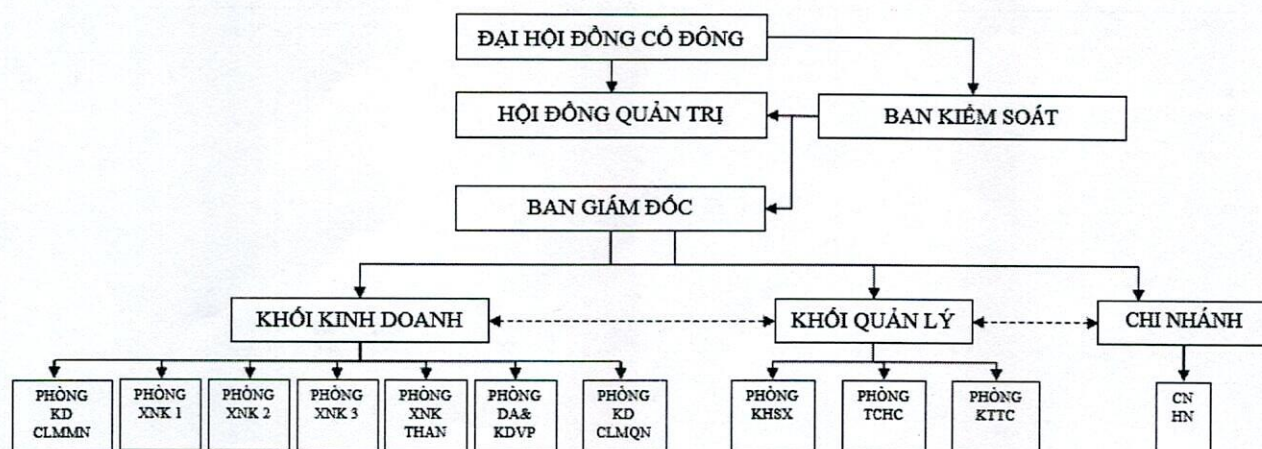 ĐẠI HỘI ĐỒNG CỔ ĐÔNG
HỘI ĐỒNG QUẢN TRỊ
BAN KIỂM SOÁT
BAN GIÁM ĐỐC
KHỐI KINH DOANH
KHỐI QUẢN LÝ
CHI NHÁNH
PHÒNG
KD
CLMMN
PHÒNG
XNK 1
PHÒNG
XNK 2
PHÒNG
XNK 3
PHÒNG
XNK
THAN
PHÒNG
DA&
KDVP
PHÒNG
KD
CLMQN
PHÒNG
KHSX
PHÒNG
TCHC
PHÒNG
KTTC
CN
HN